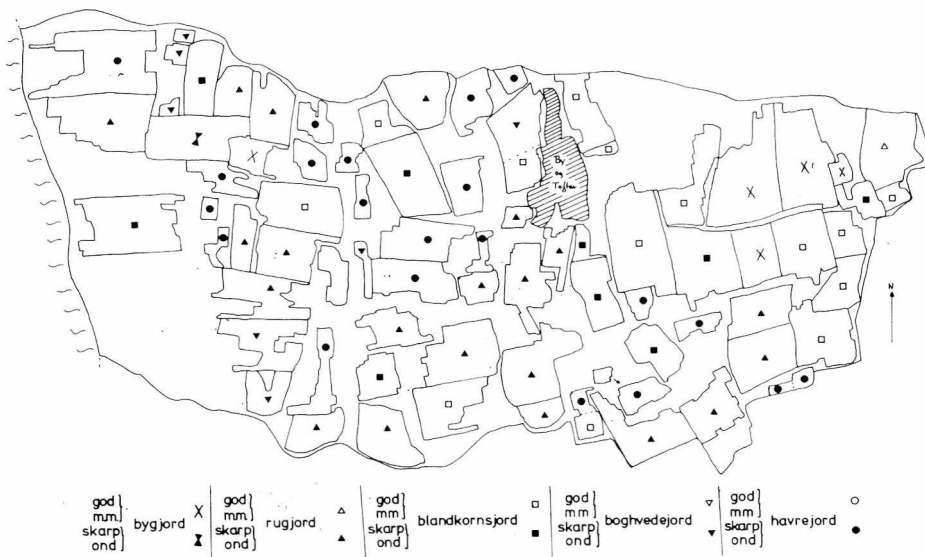 By
og
Tofter
N
god } mm } bygjord skarp } ond }
god } mm } rugjord skarp } ond }
god } mm } blandkornsjord skarp } ond }
god } mm } boghvedejord skarp } ond }
god } mm } havrejord skarp } ond }